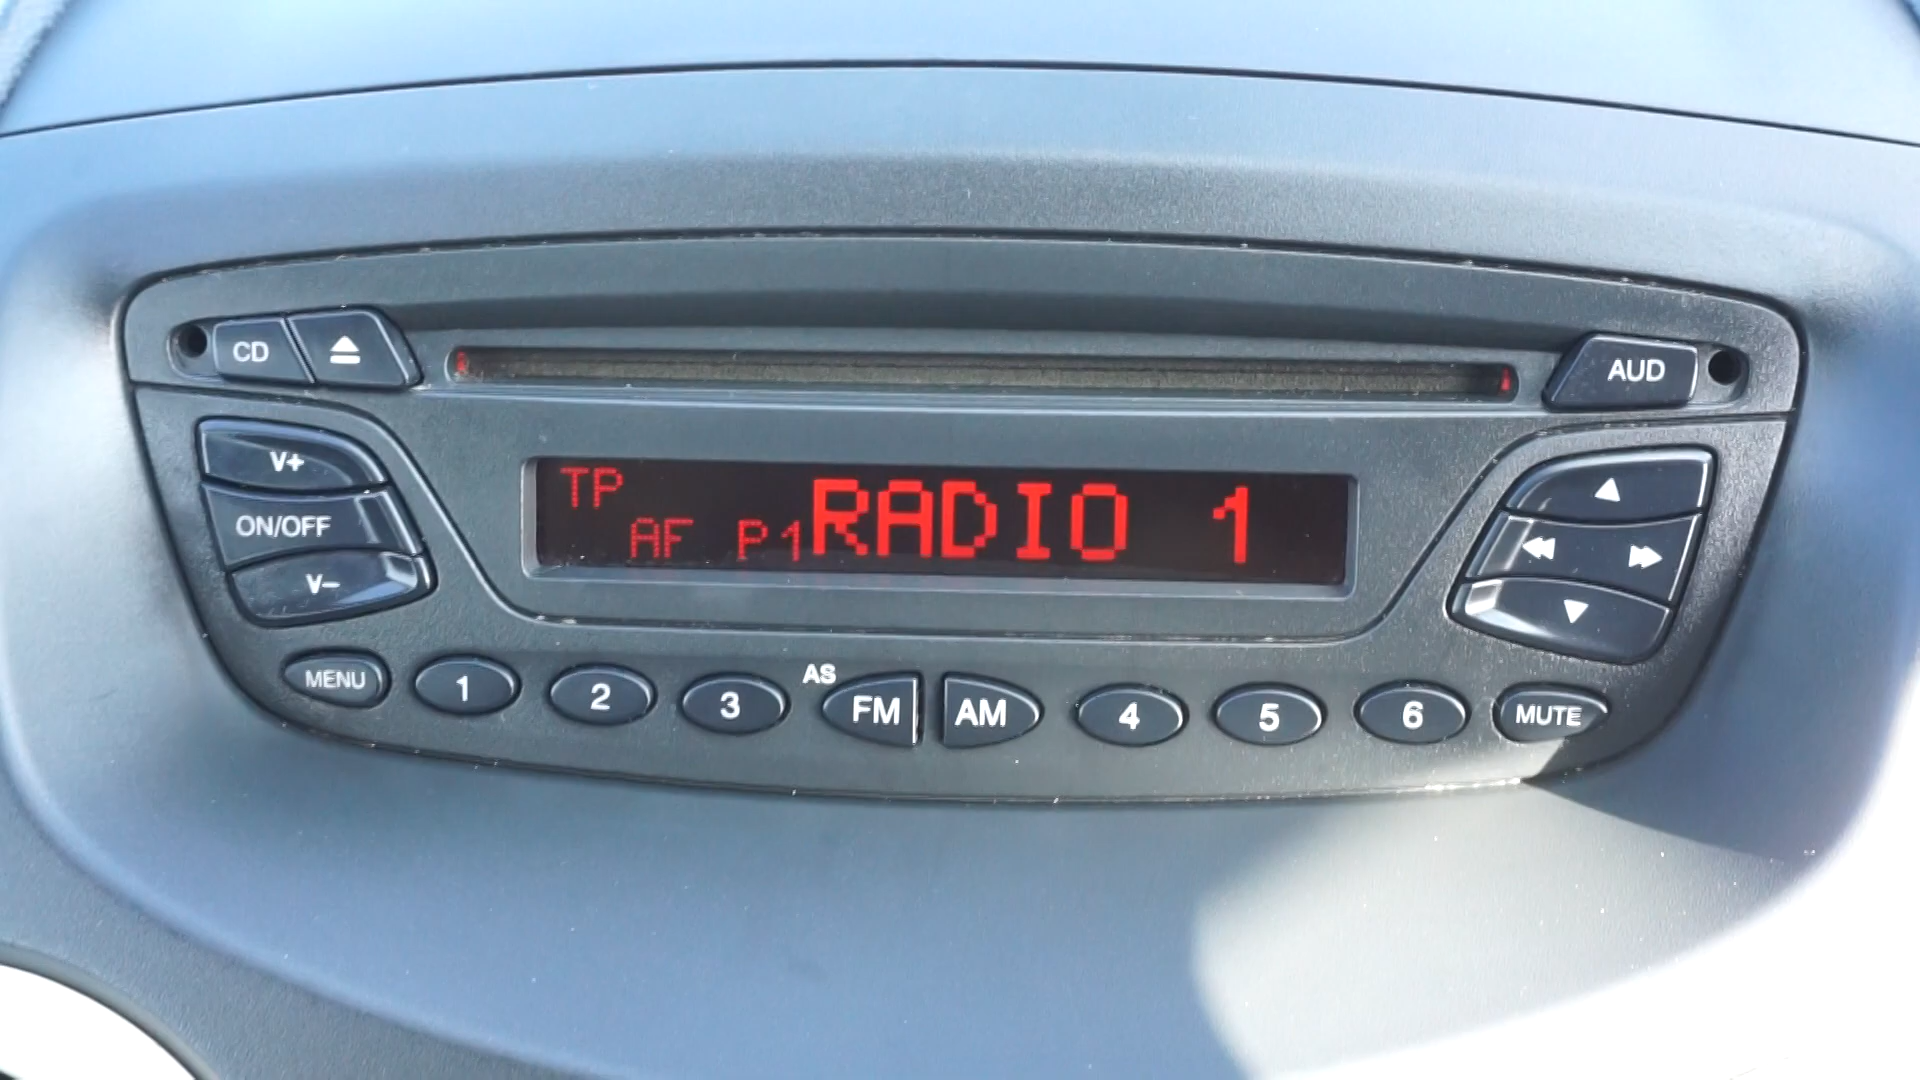 CD
AUD
V+
ON/OFF
V−
TP
AF P1 RADIO 1
MENU 1 2 3 AS FM AM 4 5 6 MUTE